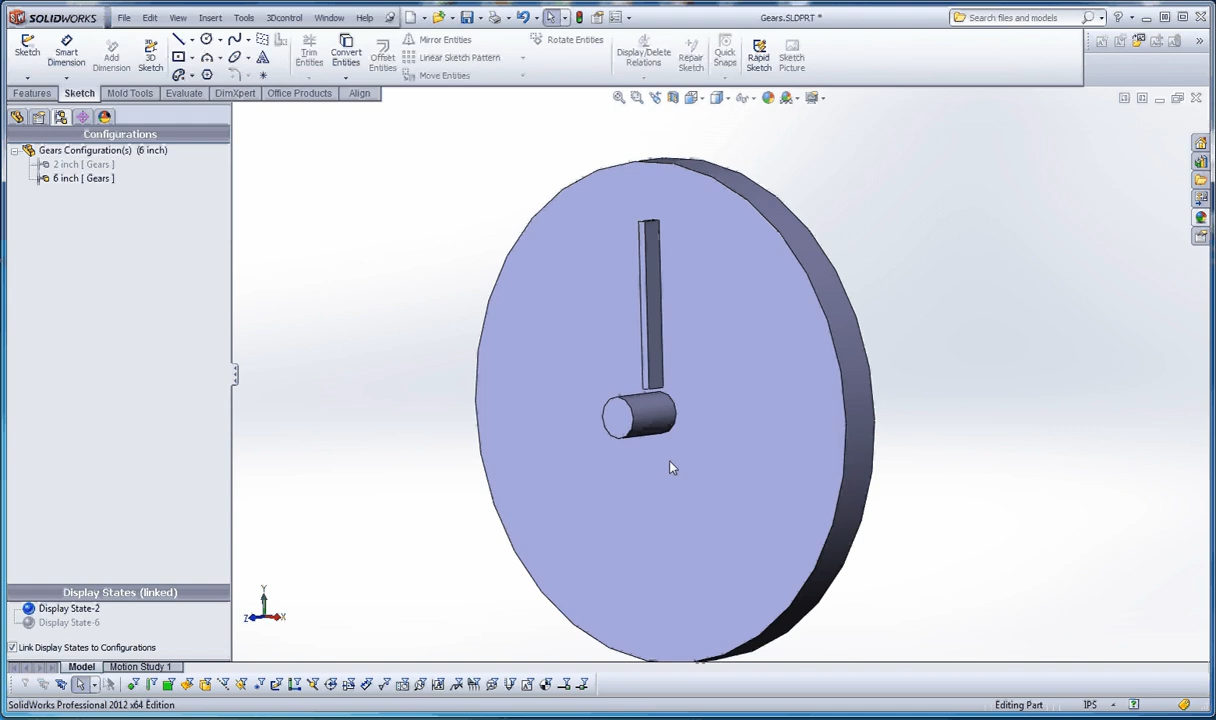 SOLIDWORKS File Edit View Insert Tools 3Dcontrol Window Help Gears.SLDPRT * Search files and models
Sketch Smart Dimension Add Dimension 3D Sketch Trim Entities Convert Entities Offset Entities Mirror Entities Linear Sketch Pattern Move Entities Rotate Entities Display/Delete Relations Repair Sketch Quick Snaps Rapid Sketch Sketch Picture
Features Sketch Mold Tools Evaluate DimXpert Office Products Align
Configurations
Gears Configuration(s) (6 inch)
2 inch [ Gears ]
6 inch [ Gears ]
Y
Z X
Display States (linked)
Display State-2
Display State-6
Link Display States to Configurations
Model Motion Study 1
SolidWorks Professional 2012 x64 Edition Editing Part IPS